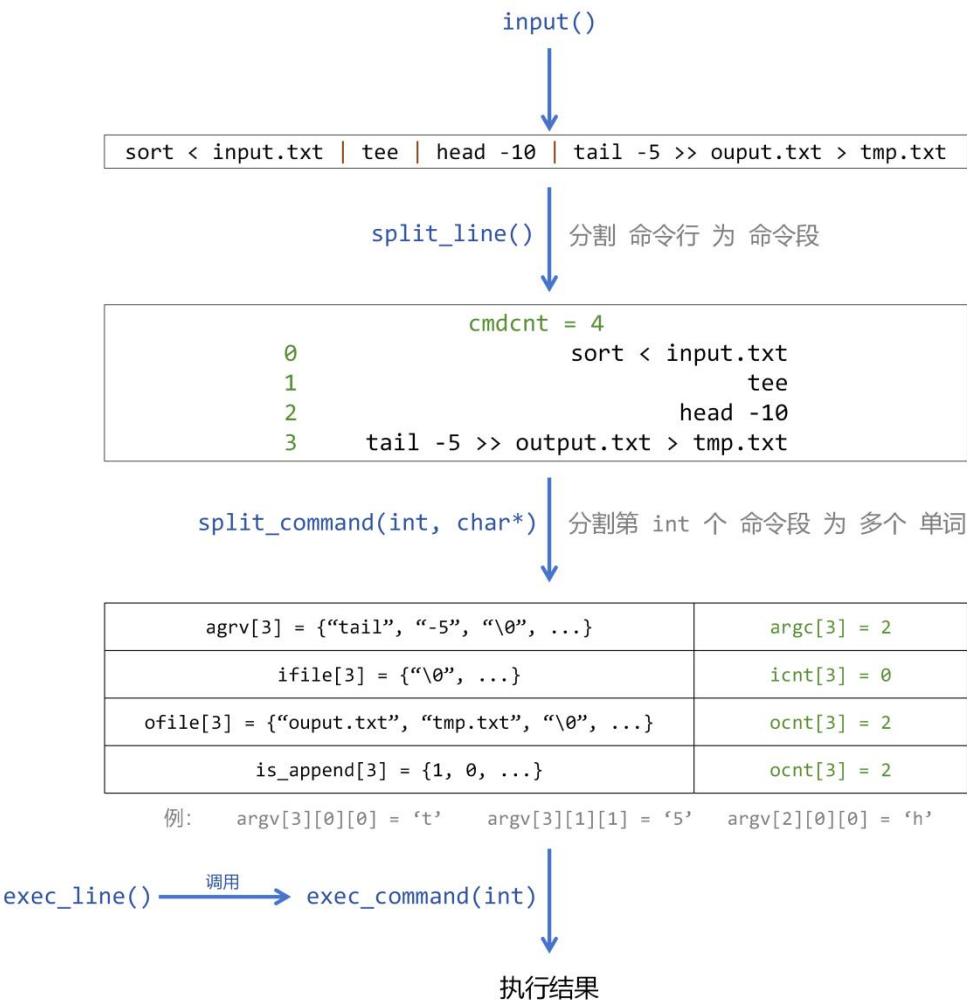 input()
sort < input.txt | tee | head -10 | tail -5 >> ouput.txt > tmp.txt
split_line() 分割 命令行 为 命令段
cmdcnt = 4
0 sort < input.txt
1 tee
2 head -10
3 tail -5 >> output.txt > tmp.txt
split_command(int, char*) 分割第 int 个 命令段 为 多个 单词
agrv[3] = {“tail”, “-5”, “\0”, ...} argc[3] = 2
ifile[3] = {“\0”, ...} icnt[3] = 0
ofile[3] = {“ouput.txt”, “tmp.txt”, “\0”, ...} ocnt[3] = 2
is_append[3] = {1, 0, ...} ocnt[3] = 2
例: argv[3][0][0] = ‘t’ argv[3][1][1] = ‘5’ argv[2][0][0] = ‘h’
exec_line() 调用 exec_command(int)
执行结果